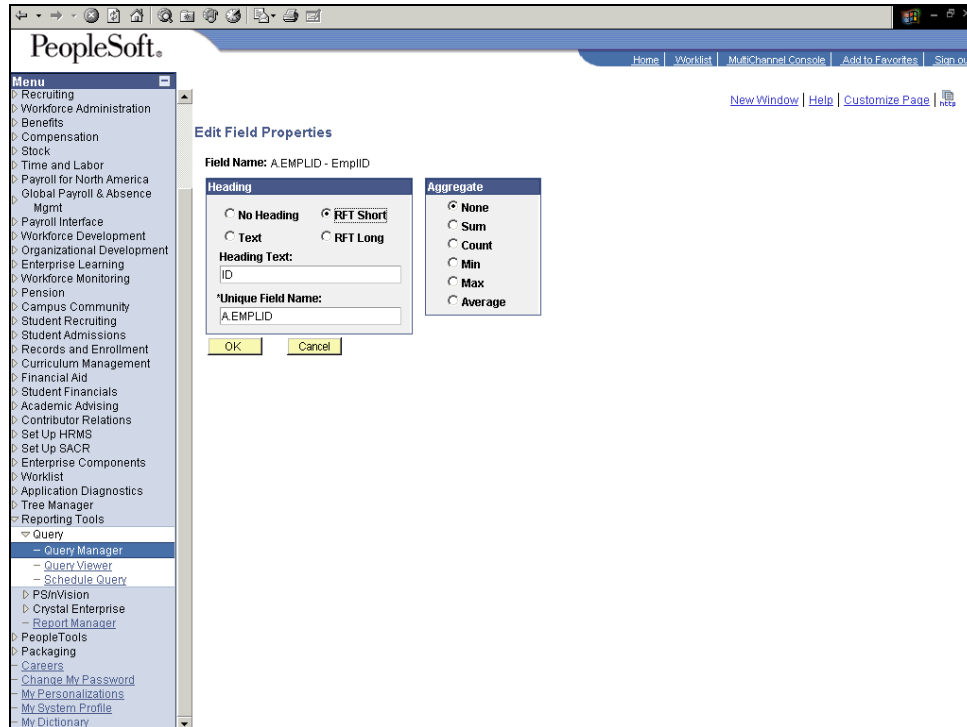 PeopleSoft®
Home | Worklist | MultiChannel Console | Add to Favorites | Sign ou
Menu
Recruiting
Workforce Administration
Benefits
Compensation
Stock
Time and Labor
Payroll for North America
Global Payroll & Absence
Mgmt
Payroll Interface
Workforce Development
Organizational Development
Enterprise Learning
Workforce Monitoring
Pension
Campus Community
Student Recruiting
Student Admissions
Records and Enrollment
Curriculum Management
Financial Aid
Student Financials
Academic Advising
Contributor Relations
Set Up HRMS
Set Up SACR
Enterprise Components
Worklist
Application Diagnostics
Tree Manager
Reporting Tools
Query
– Query Manager
– Query Viewer
– Schedule Query
PS/nVision
Crystal Enterprise
– Report Manager
PeopleTools
Packaging
– Careers
– Change My Password
– My Personalizations
– My System Profile
– My Dictionary
New Window | Help | Customize Page | http
Edit Field Properties
Field Name: A.EMPLID - EmplID
Heading
No Heading RFT Short
Text RFT Long
Heading Text:
ID
*Unique Field Name:
A.EMPLID
Aggregate
None
Sum
Count
Min
Max
Average
OK Cancel